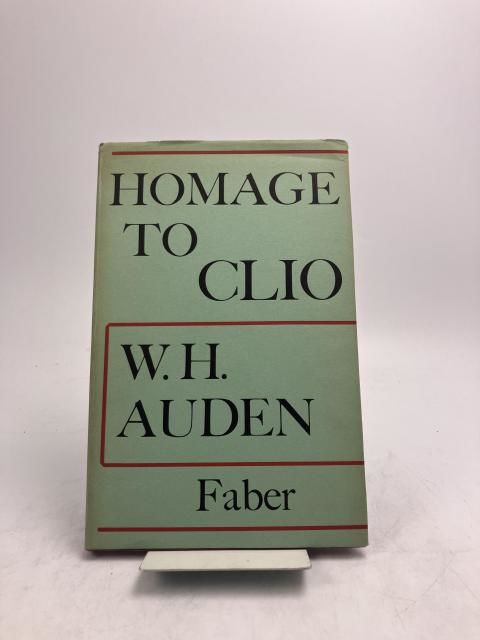 HOMAGE
TO
CLIO
W. H.
AUDEN
Faber